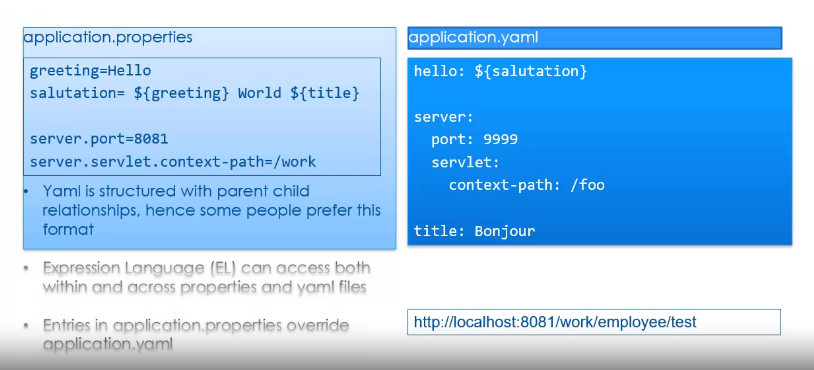 application.properties
greeting=Hello
salutation= ${greeting} World ${title}
server.port=8081
server.servlet.context-path=/work
• Yaml is structured with parent child
relationships, hence some people prefer this
format
• Expression Language (EL) can access both
within and across properties and yaml files
• Entries in application.properties override
application.yaml
application.yaml
hello: ${salutation}
server:
port: 9999
servlet:
context-path: /foo
title: Bonjour
http://localhost:8081/work/employee/test